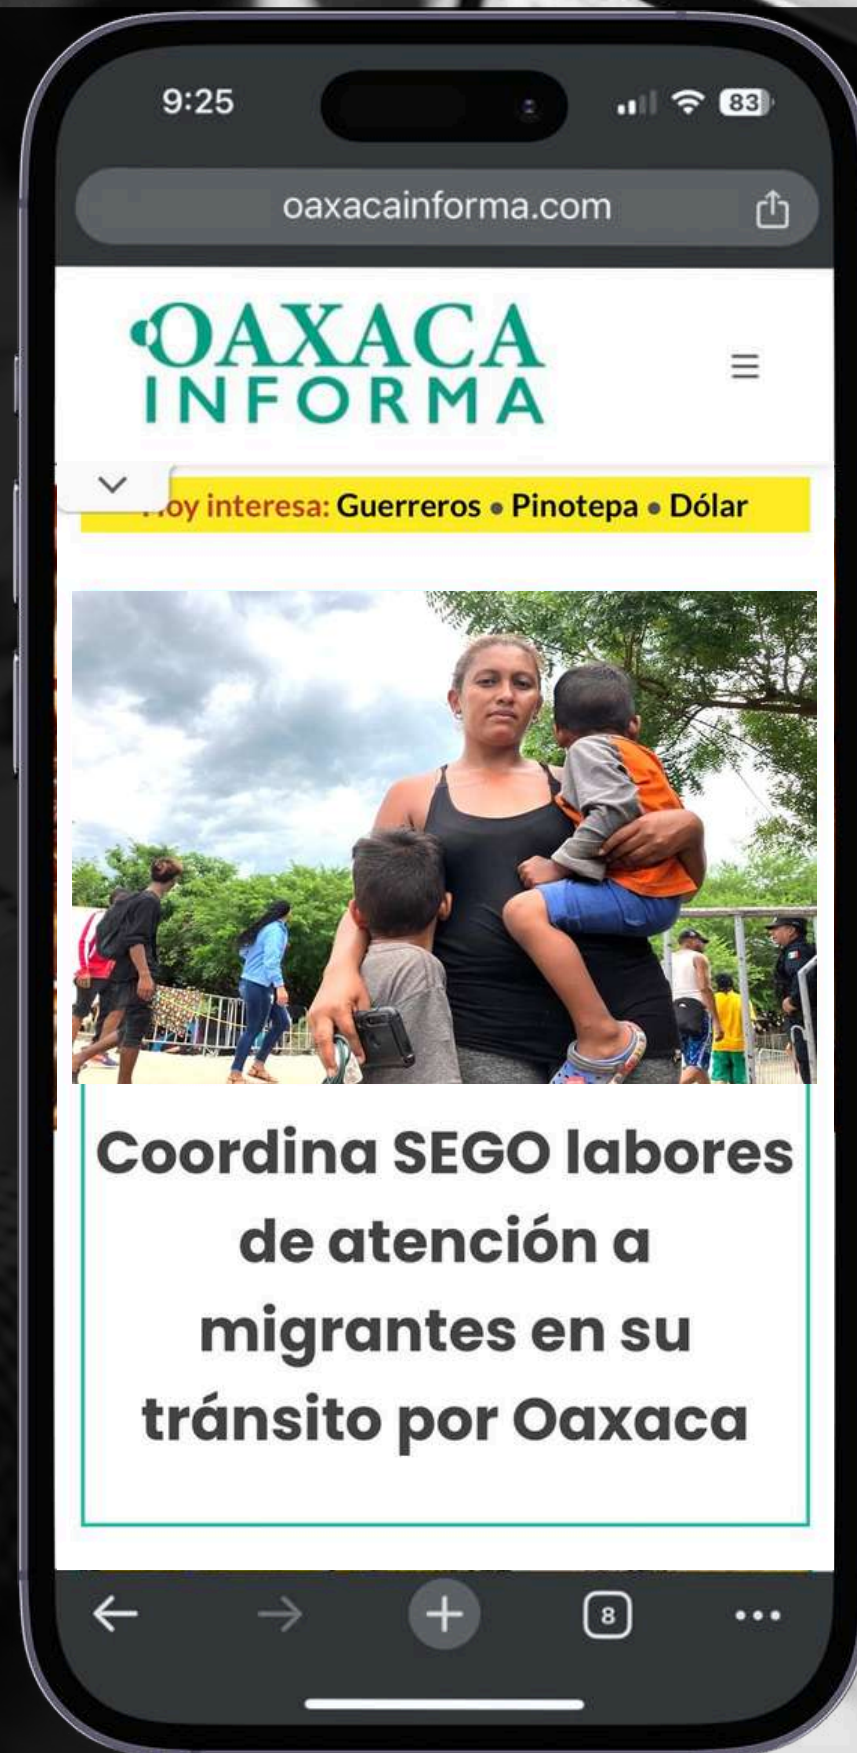 9:25
83
oaxacainforma.com
OAXACA
INFORMA
oy interesa: Guerreros • Pinotepa • Dólar
Coordina SEGO labores
de atención a
migrantes en su
tránsito por Oaxaca
8